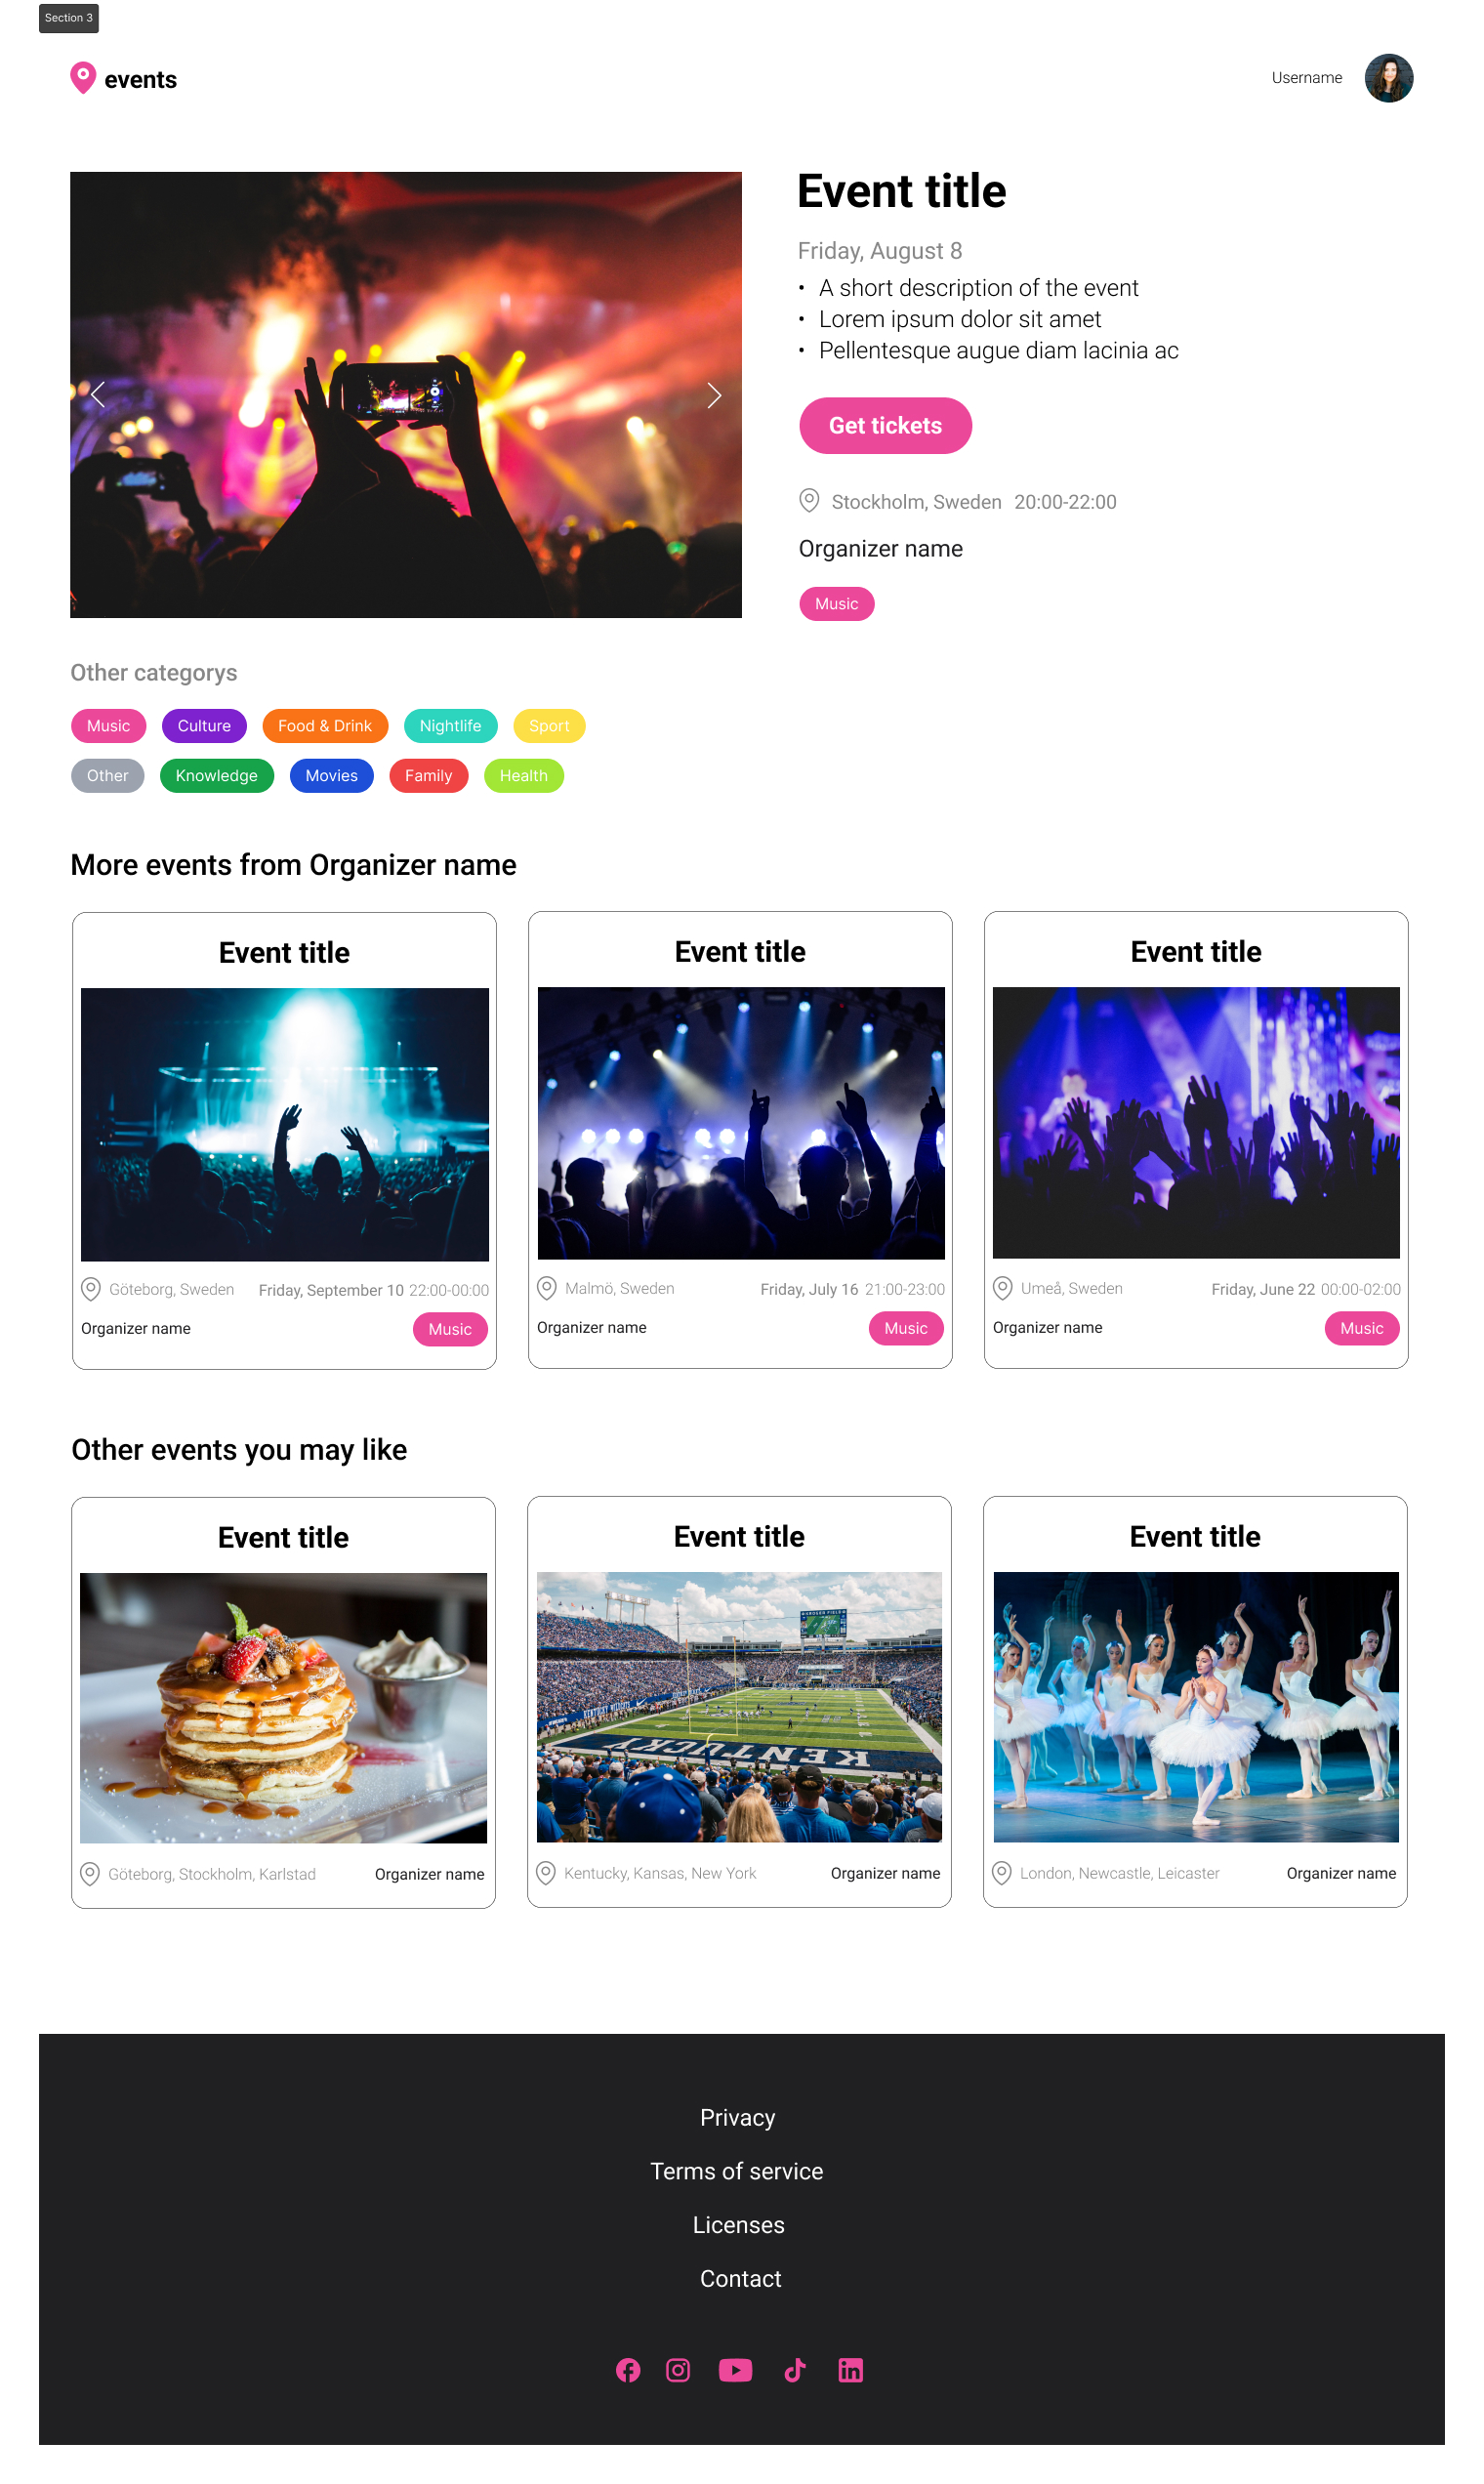 Section 3
events
Username
Event title
Friday, August 8
• A short description of the event
• Lorem ipsum dolor sit amet
• Pellentesque augue diam lacinia ac
Get tickets
Stockholm, Sweden 20:00-22:00
Organizer name
Music
Other categorys
Music Culture Food & Drink Nightlife Sport
Other Knowledge Movies Family Health
More events from Organizer name
Event title
Göteborg, Sweden Friday, September 10 22:00-00:00
Organizer name Music
Event title
Malmö, Sweden Friday, July 16 21:00-23:00
Organizer name Music
Event title
Umeå, Sweden Friday, June 22 00:00-02:00
Organizer name Music
Other events you may like
Event title
Göteborg, Stockholm, Karlstad Organizer name
Event title
KENTUCKY
Kentucky, Kansas, New York Organizer name
Event title
London, Newcastle, Leicaster Organizer name
Privacy
Terms of service
Licenses
Contact